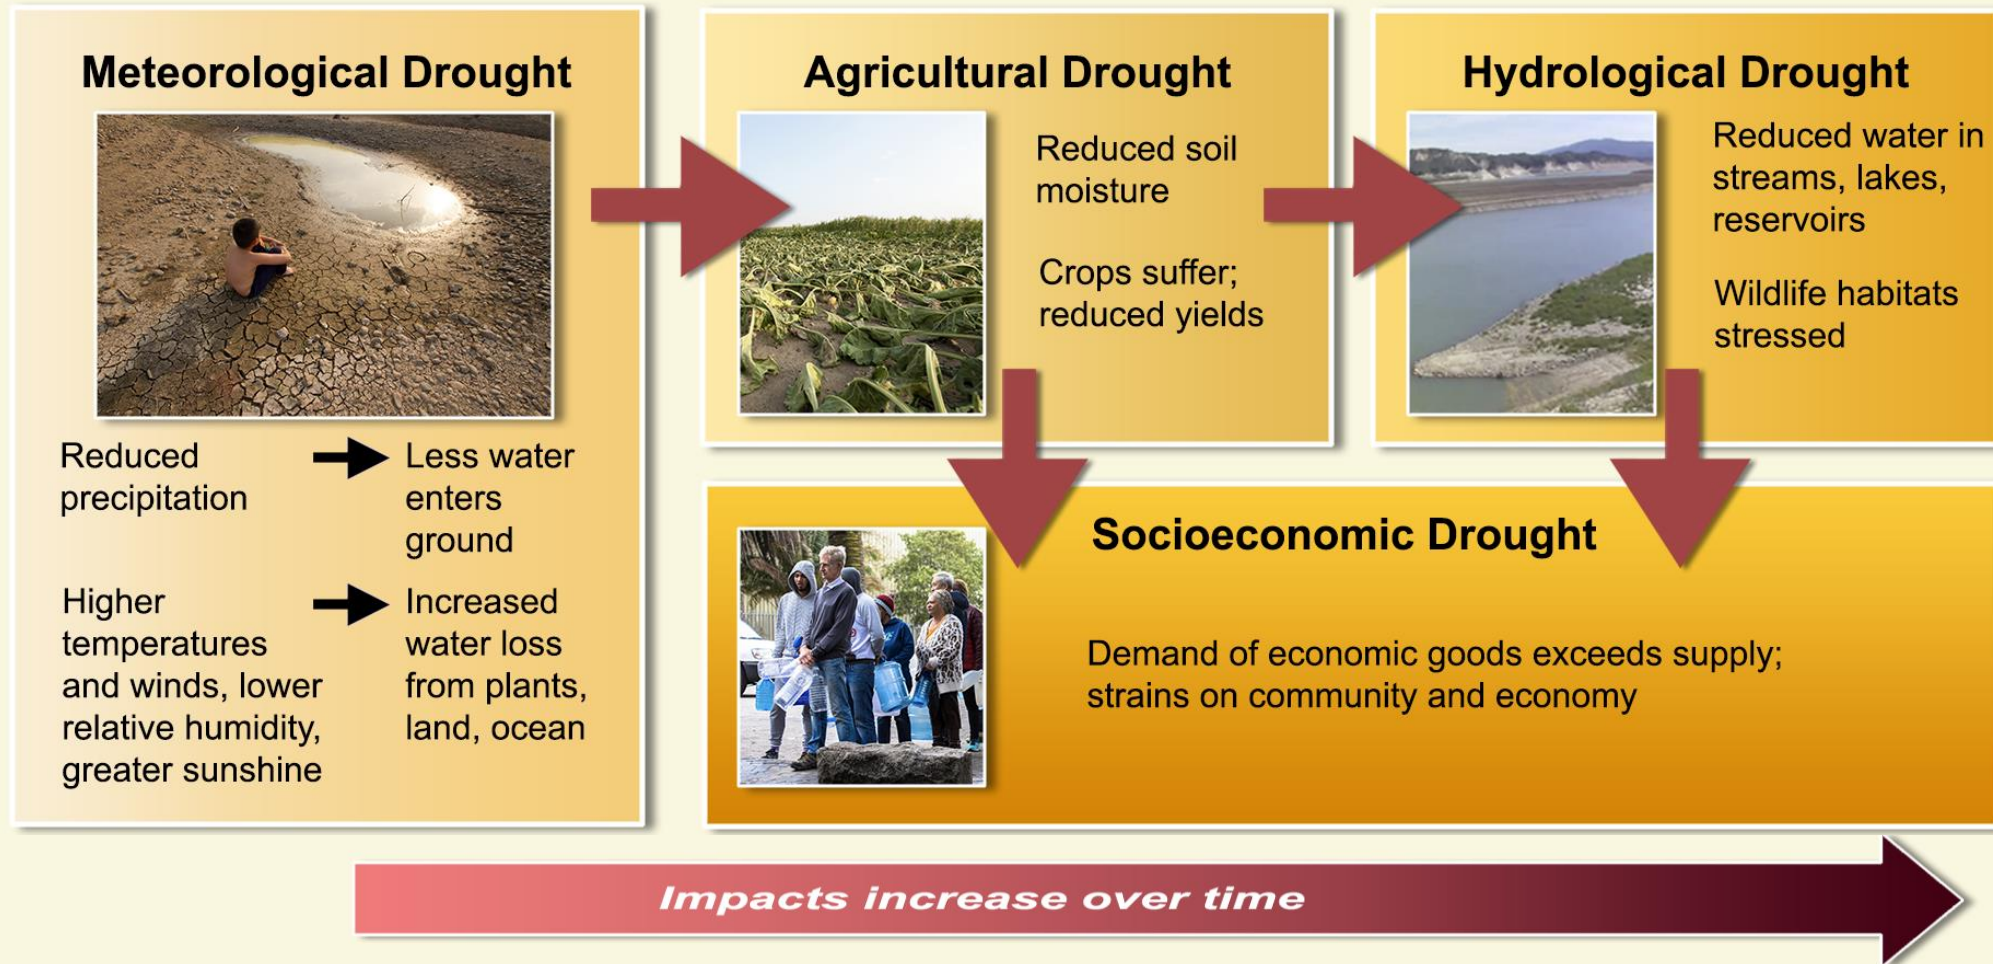 Meteorological Drought
Reduced
precipitation
Less water
enters
ground
Higher
temperatures
and winds, lower
relative humidity,
greater sunshine
Increased
water loss
from plants,
land, ocean
Agricultural Drought
Reduced soil
moisture
Crops suffer;
reduced yields
Hydrological Drought
Reduced water in
streams, lakes,
reservoirs
Wildlife habitats
stressed
Socioeconomic Drought
Demand of economic goods exceeds supply;
strains on community and economy
Impacts increase over time